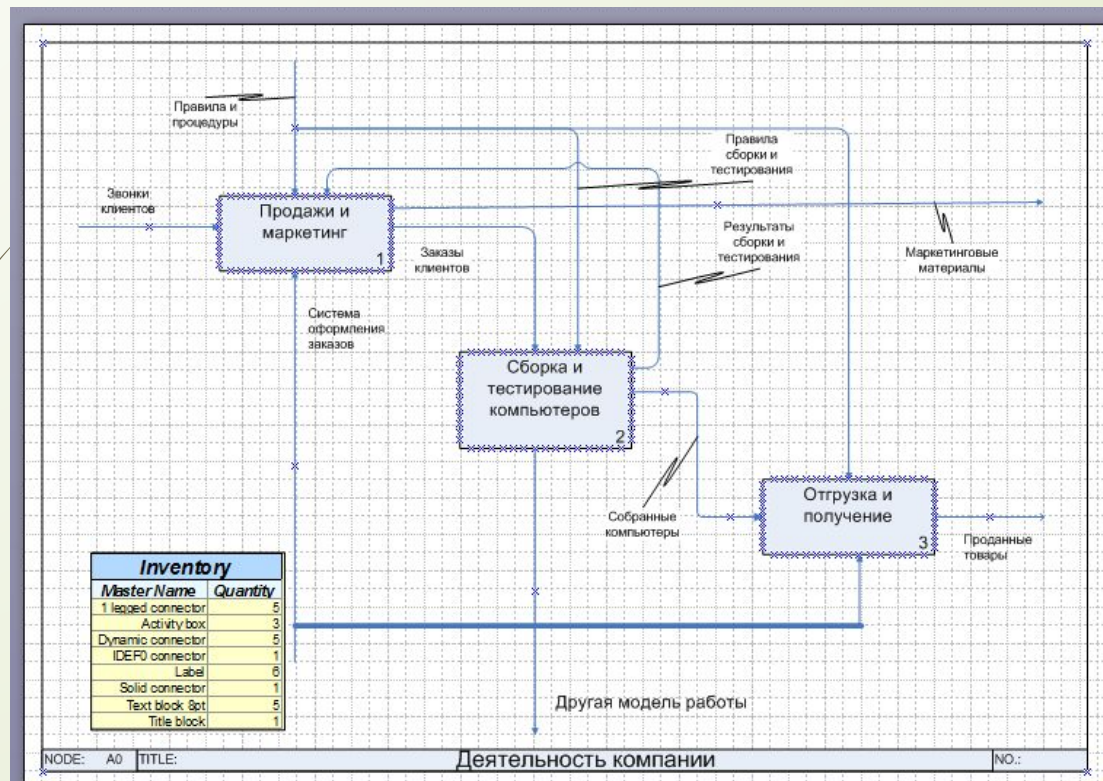 Правила и
процедуры
Правила
сборки и
тестирования
Звонки
клиентов
Продажи и
маркетинг
1
Заказы
клиентов
Результаты
сборки и
тестирования
Маркетинговые
материалы
Система
оформления
заказов
Сборка и
тестирование
компьютеров
2
Собранные
компьютеры
Отгрузка и
получение
3
Проданные
товары
Inventory
Master Name Quantity
1 legged connector 5
Activity box 3
Dynamic connector 5
IDEF0 connector 1
Label 6
Solid connector 1
Text block 8pt 5
Title block 1
Другая модель работы
NODE: A0 TITLE: Деятельность компании NO.: